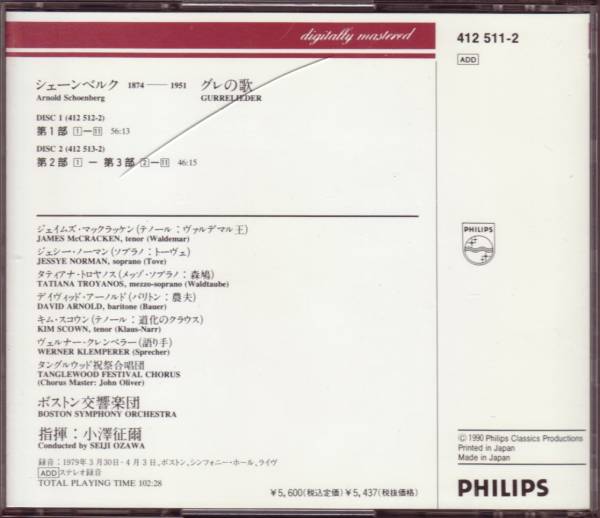 digitally mastered
412 511-2
ADD
シェーンベルク 1874 — 1951 グレの歌
Arnold Schoenberg GURRELIEDER
DISC 1 (412 512-2)
第1部 1—11 56:13
DISC 2 (412 513-2)
第2部 1 — 第3部 2—11 46:15
ジェイムズ・マックラッケン(テノール:ヴァルデマル王)
JAMES McCRACKEN, tenor (Waldemar)
ジェシー・ノーマン(ソプラノ:トーヴェ)
JESSYE NORMAN, soprano (Tove)
タティアナ・トロヤノス(メッゾ・ソプラノ:森鳩)
TATIANA TROYANOS, mezzo-soprano (Waldtaube)
デイヴィッド・アーノルド(バリトン:農夫)
DAVID ARNOLD, baritone (Bauer)
キム・スコウン(テノール:道化のクラウス)
KIM SCOWN, tenor (Klaus-Narr)
ヴェルナー・クレンペラー(語り手)
WERNER KLEMPERER (Sprecher)
タングルウッド祝祭合唱団
TANGLEWOOD FESTIVAL CHORUS
(Chorus Master: John Oliver)
ボストン交響楽団
BOSTON SYMPHONY ORCHESTRA
指揮:小澤征爾
Conducted by SEIJI OZAWA
録音:1979年3月30日-4月3日、ボストン、シンフォニー・ホール、ライヴ
ADD ステレオ録音
TOTAL PLAYING TIME 102:28
¥5,600(税込定価)¥5,437(税抜価格)
PHILIPS
Ⓒ 1990 Philips Classics Productions
Printed in Japan
Made in Japan
PHILIPS